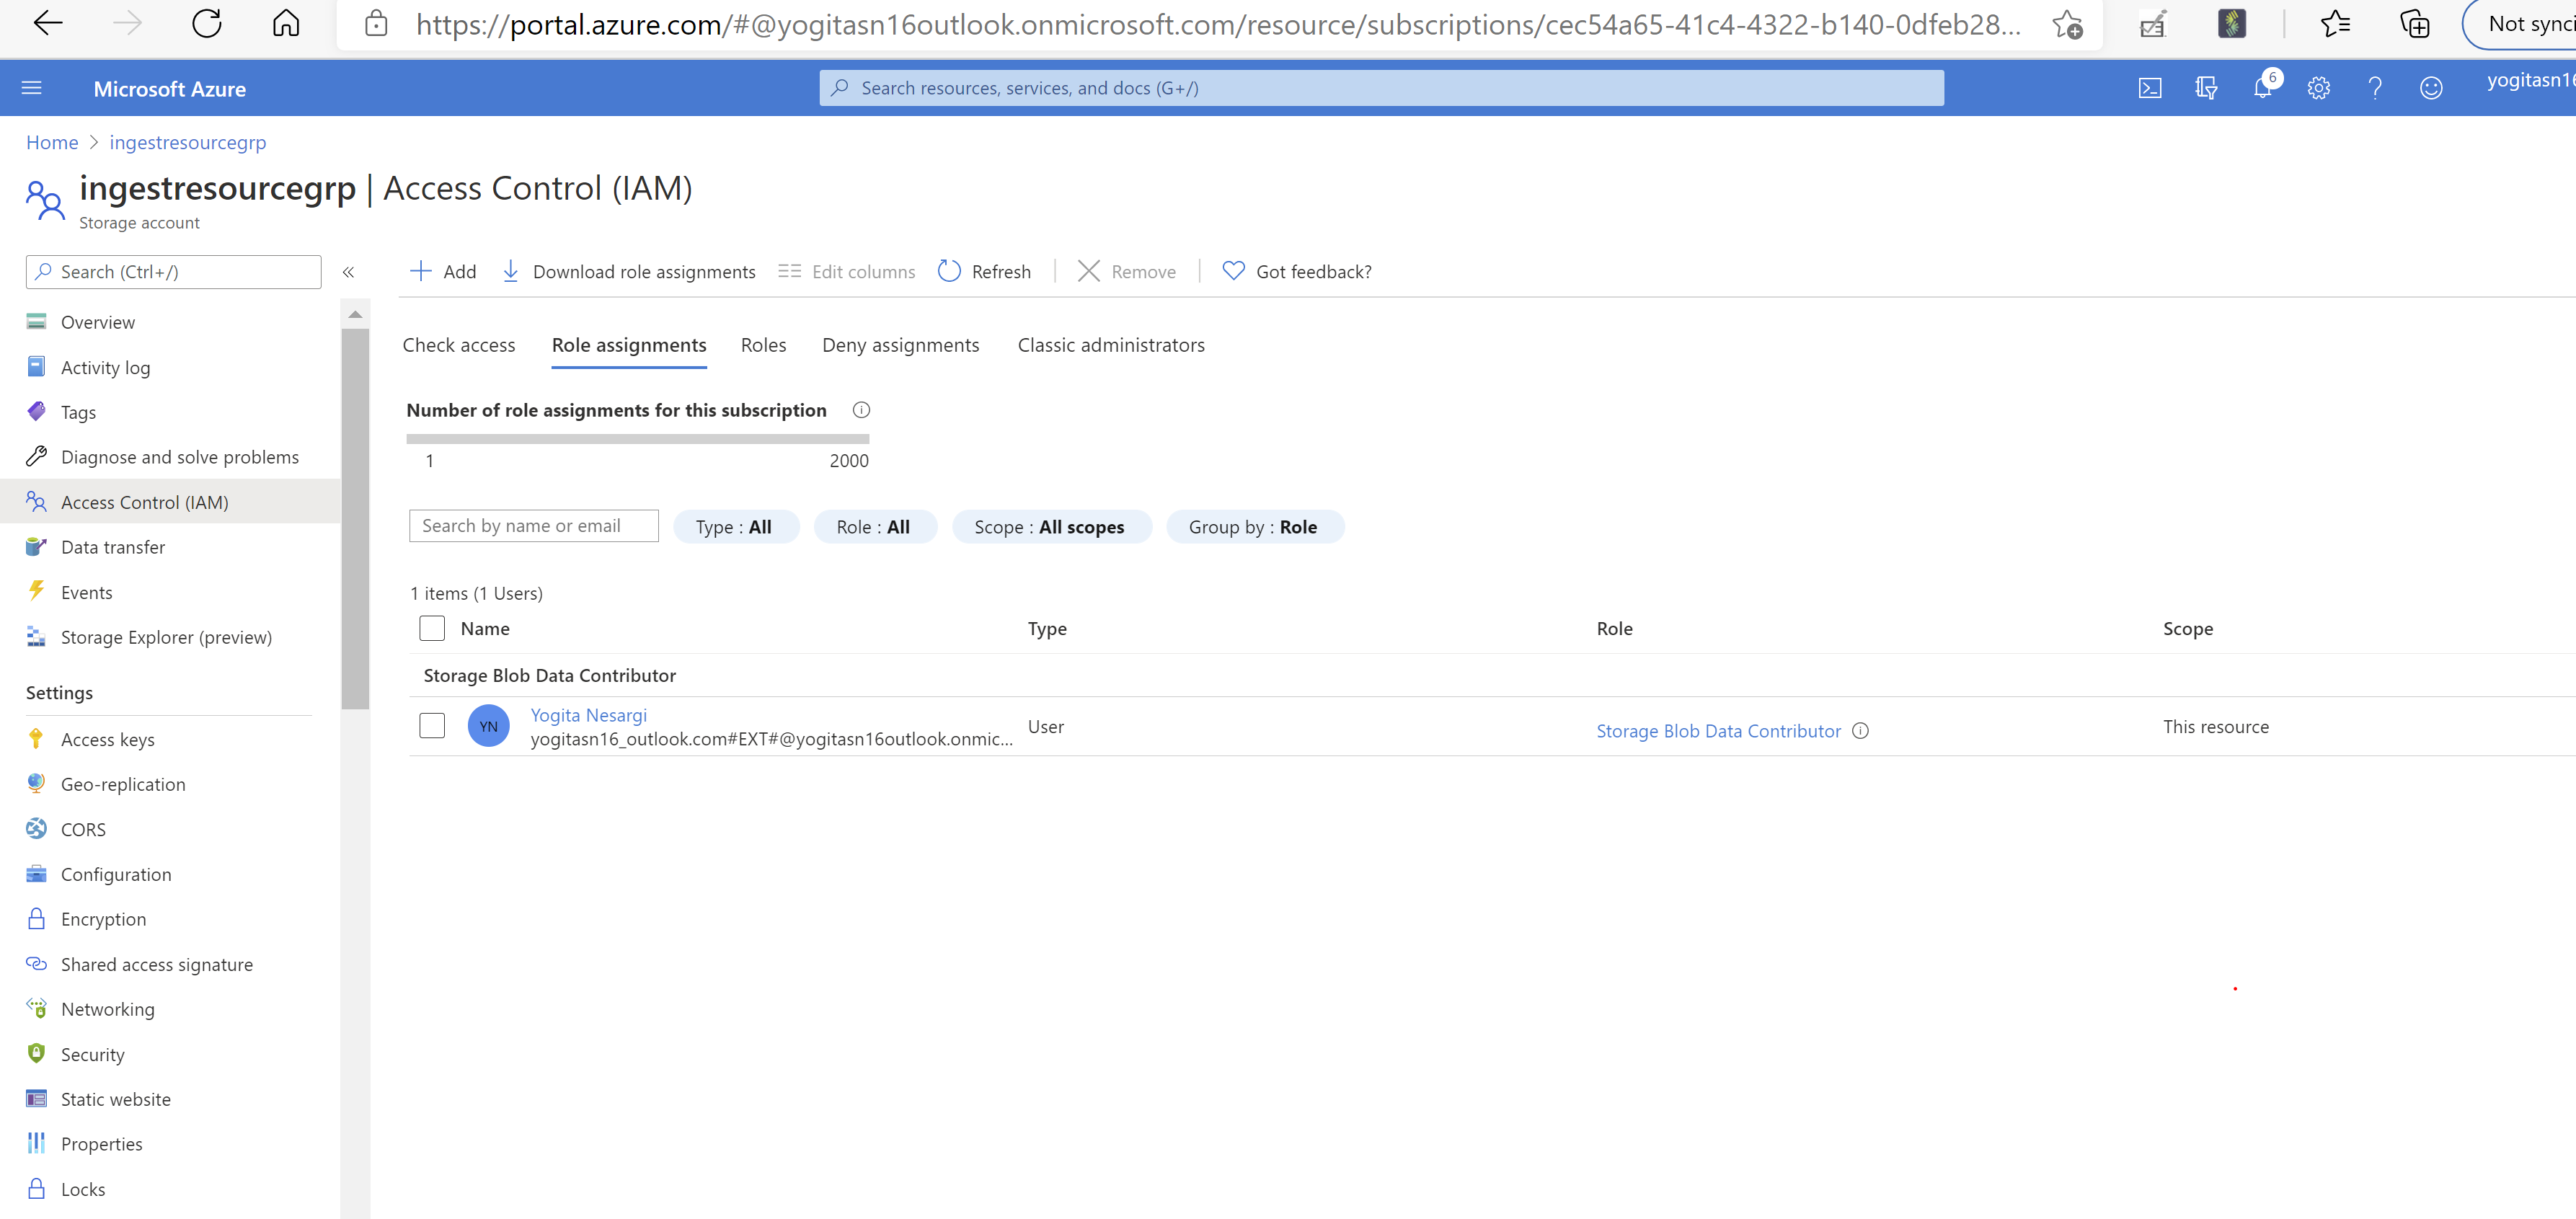 https://portal.azure.com/#@yogitasn16outlook.onmicrosoft.com/resource/subscriptions/cec54a65-41c4-4322-b140-0dfeb28...
Not synci
Microsoft Azure
Search resources, services, and docs (G+/)
6
yogitasn16
Home > ingestresourcegrp
ingestresourcegrp | Access Control (IAM)
Storage account
Search (Ctrl+/)
«
Add
Download role assignments
Edit columns
Refresh
Remove
Got feedback?
Overview
Activity log
Tags
Diagnose and solve problems
Access Control (IAM)
Data transfer
Events
Storage Explorer (preview)
Settings
Access keys
Geo-replication
CORS
Configuration
Encryption
Shared access signature
Networking
Security
Static website
Properties
Locks
Check access
Role assignments
Roles
Deny assignments
Classic administrators
Number of role assignments for this subscription
1
2000
Search by name or email
Type : All
Role : All
Scope : All scopes
Group by : Role
1 items (1 Users)
Name
Type
Role
Scope
Storage Blob Data Contributor
YN
Yogita Nesargi
yogitasn16_outlook.com#EXT#@yogitasn16outlook.onmic...
User
Storage Blob Data Contributor
This resource